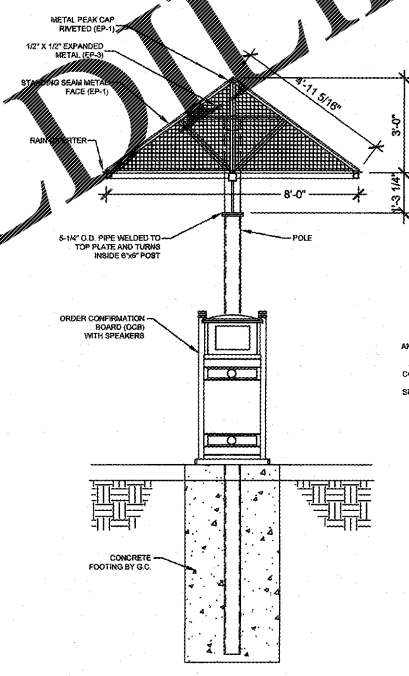 METAL PEAK CAP
RIVETED (EP-1)
1/2" X 1/2" EXPANDED
METAL (EP-3)
STANDING SEAM METAL
FACE (EP-1)
RAIN DIVERTER
4'-11 5/16"
3'-0"
8'-0"
1'-3 1/4"
5-1/4" O.D. PIPE WELDED TO
TOP PLATE AND TURNS
INSIDE 6"x9" POST
POLE
ORDER CONFIRMATION
BOARD (OCB)
WITH SPEAKERS
CONCRETE
FOOTING BY G.C.